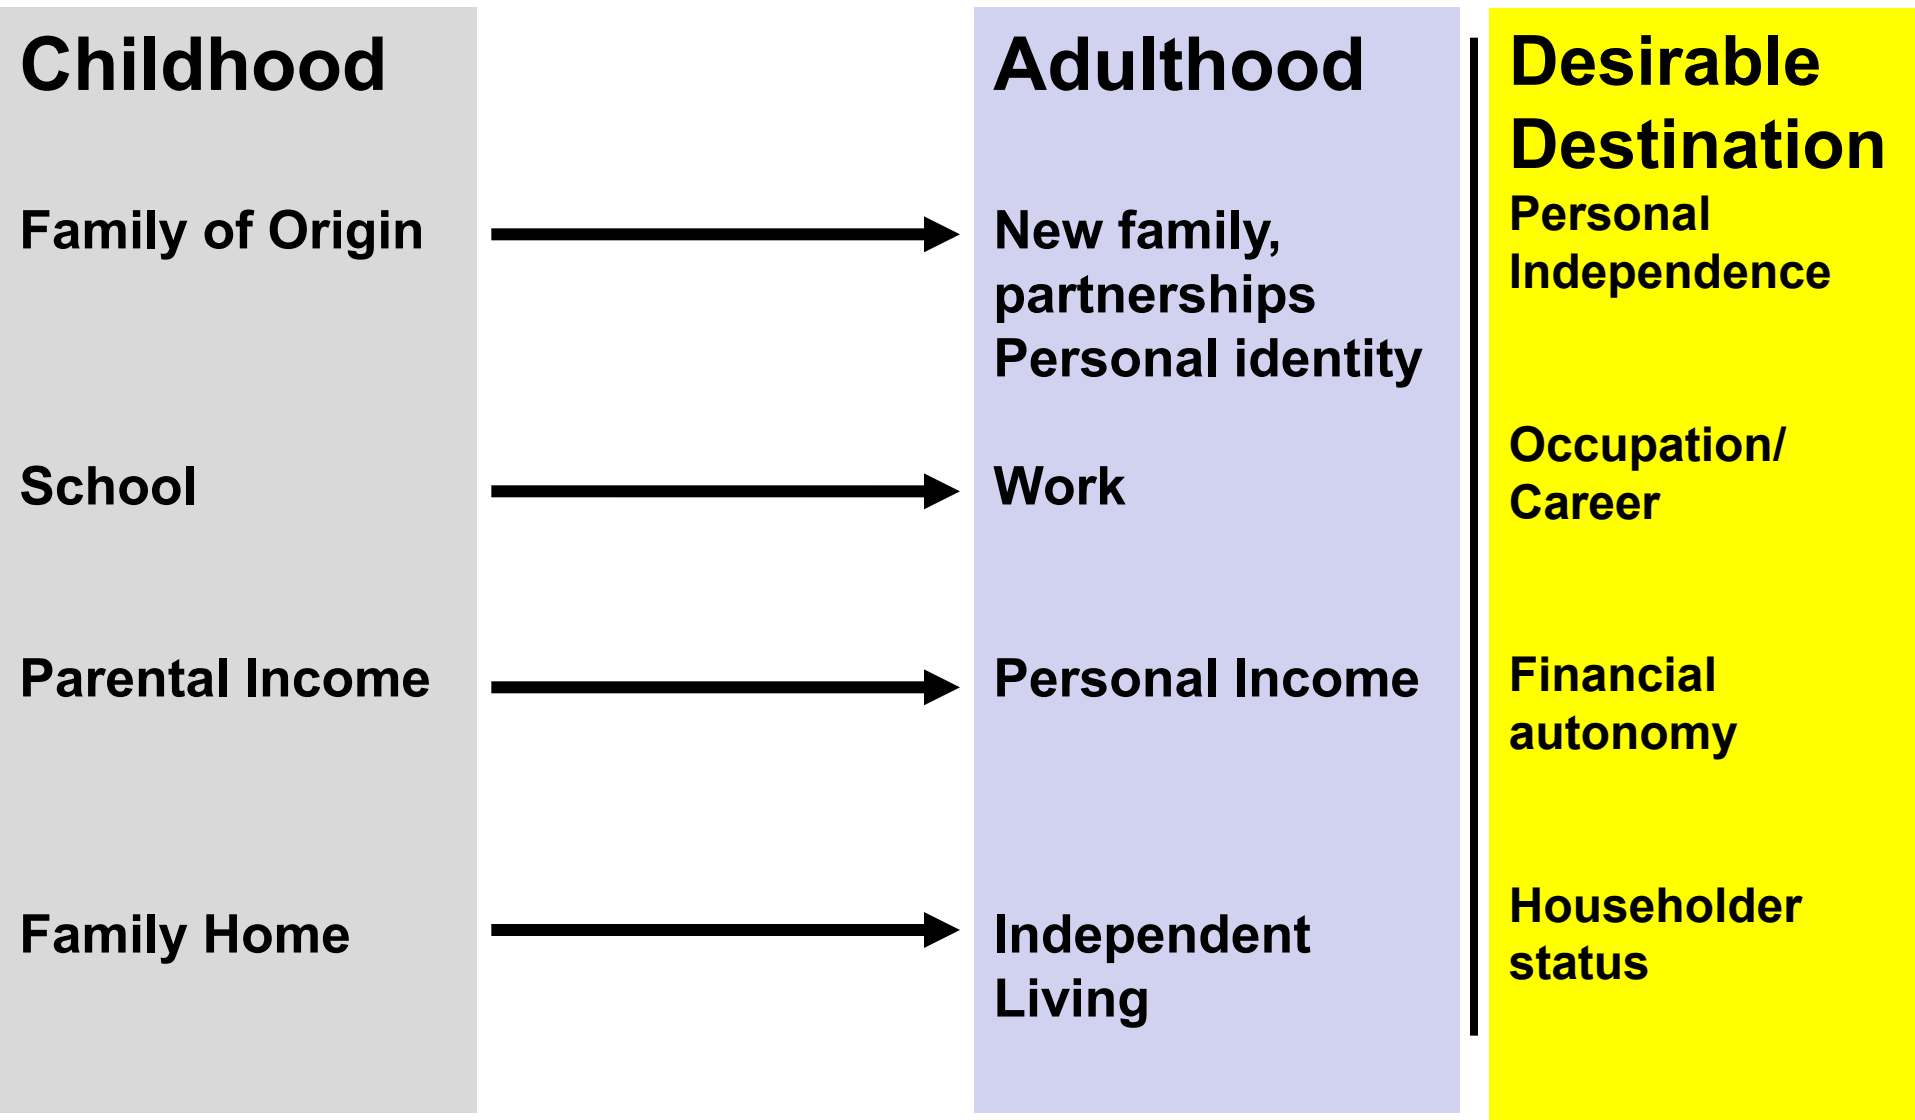 Childhood
Family of Origin
School
Parental Income
Family Home
Adulthood
New family,
partnerships
Personal identity
Work
Personal Income
Independent
Living
Desirable
Destination
Personal
Independence
Occupation/
Career
Financial
autonomy
Householder
status